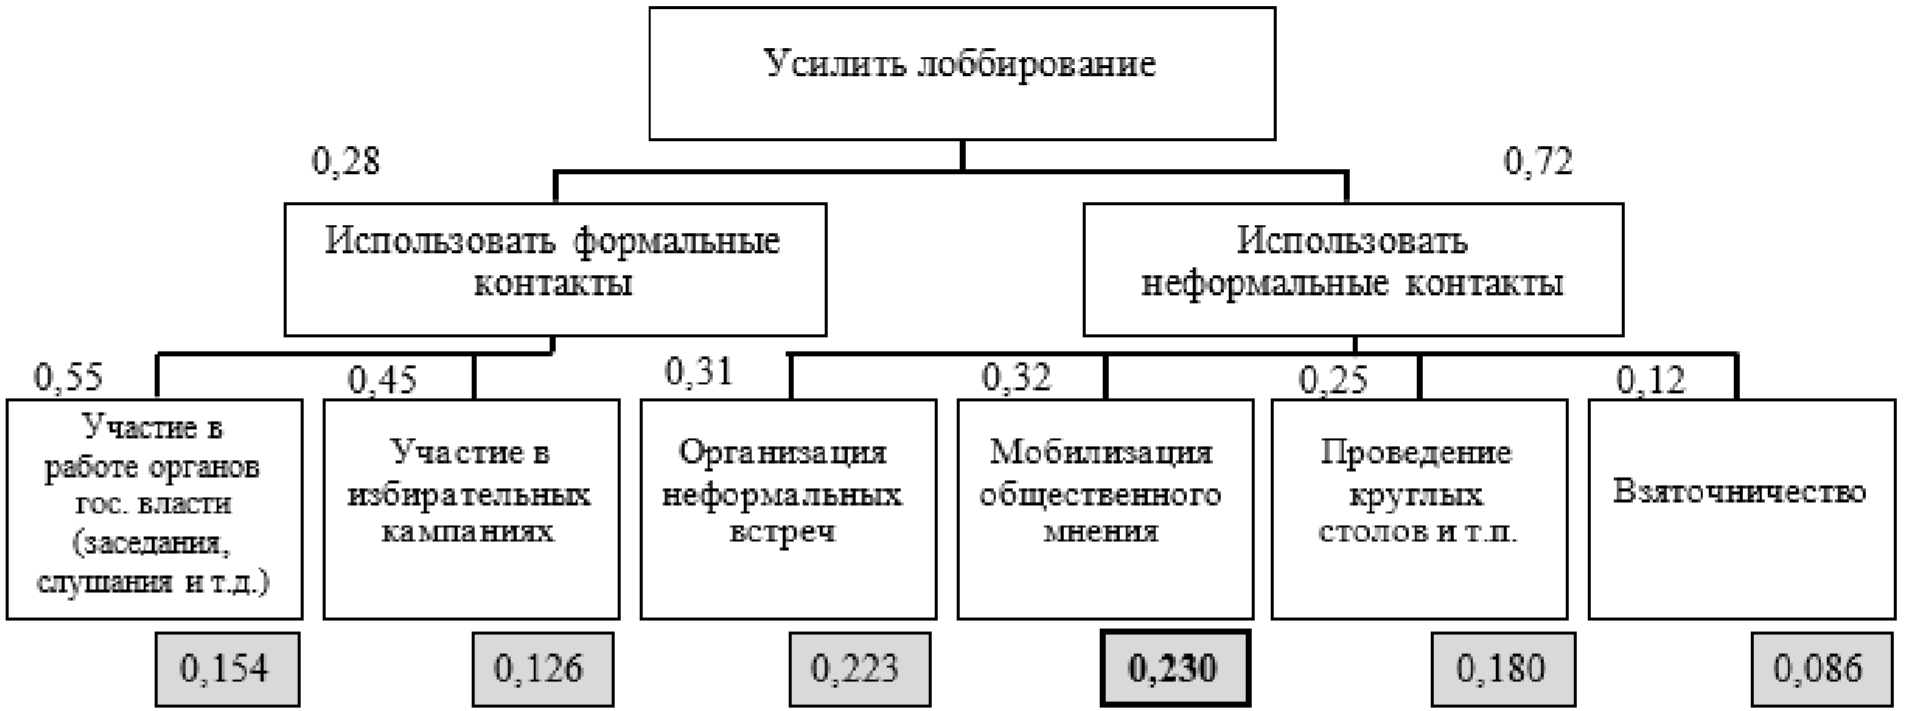 Усилить лоббирование
0,28
0,72
Использовать формальные
контакты
Использовать
неформальные контакты
0,55
0,45
0,31
0,32
0,25
0,12
Участие в
работе органов
гос. власти
(заседания,
слушания и т.д.)
Участие в
избирательных
кампаниях
Организация
неформальных
встреч
Мобилизация
общественного
мнения
Проведение
круглых
столов и т.п.
Взяточничество
0,154
0,126
0,223
0,230
0,180
0,086